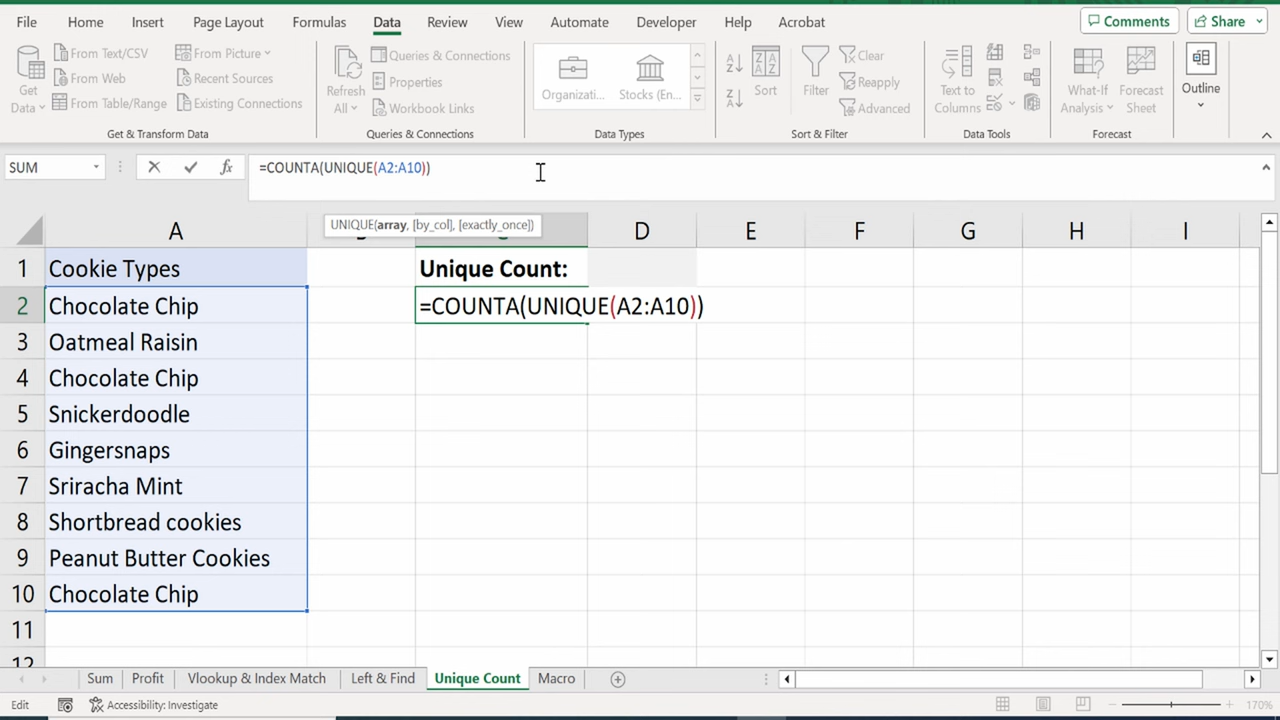 File Home Insert Page Layout Formulas Data Review View Automate Developer Help Acrobat Comments Share
Get Data
From Text/CSV
From Web
From Table/Range
From Picture
Recent Sources
Existing Connections
Get & Transform Data
Refresh All
Queries & Connections
Properties
Workbook Links
Queries & Connections
Organizati...
Stocks (En...
Data Types
Sort
Filter
Clear
Reapply
Advanced
Sort & Filter
Text to Columns
Data Tools
What-If Analysis
Forecast Sheet
Forecast
Outline
SUM fx =COUNTA(UNIQUE(A2:A10))
UNIQUE(array, [by_col], [exactly_once])
A D E F G H I
1 Cookie Types Unique Count:
2 Chocolate Chip =COUNTA(UNIQUE(A2:A10))
3 Oatmeal Raisin
4 Chocolate Chip
5 Snickerdoodle
6 Gingersnaps
7 Sriracha Mint
8 Shortbread cookies
9 Peanut Butter Cookies
10 Chocolate Chip
11
12
Sum Profit Vlookup & Index Match Left & Find Unique Count Macro
Edit Accessibility: Investigate 170%